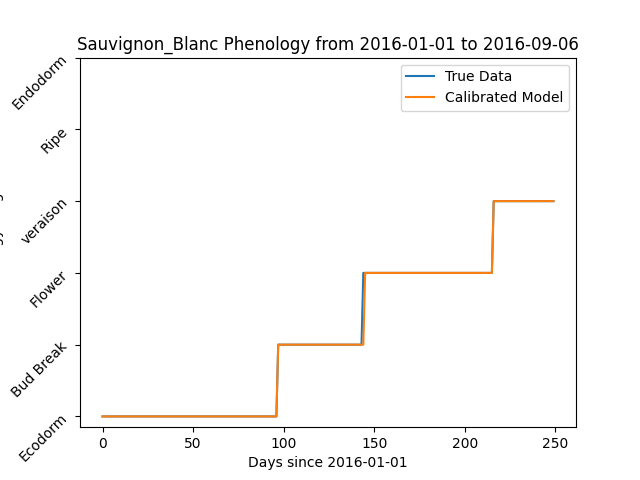 Sauvignon_Blanc Phenology from 2016-01-01 to 2016-09-06
True Data
Calibrated Model
Endodorm
Ripe
veraison
Flower
Bud Break
Ecodorm
0 50 100 150 200 250
Days since 2016-01-01